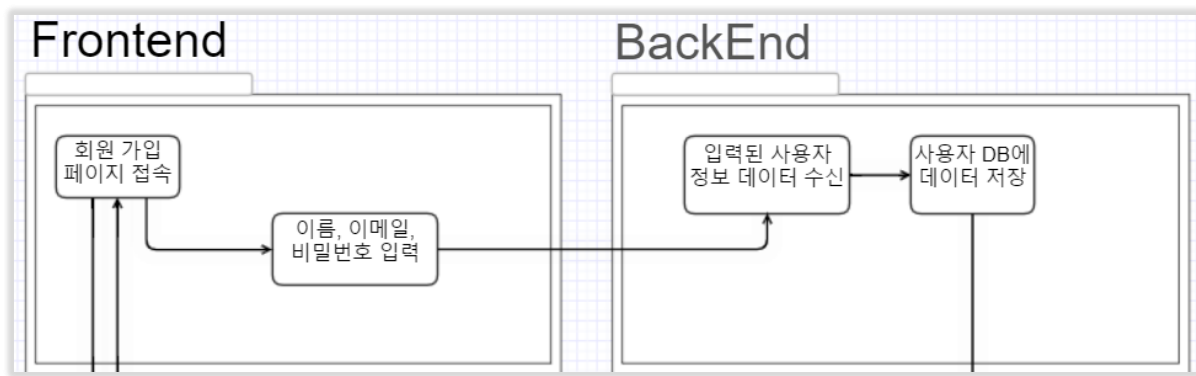 Frontend
BackEnd
회원 가입
페이지 접속
이름, 이메일,
비밀번호 입력
입력된 사용자
정보 데이터 수신
사용자 DB에
데이터 저장